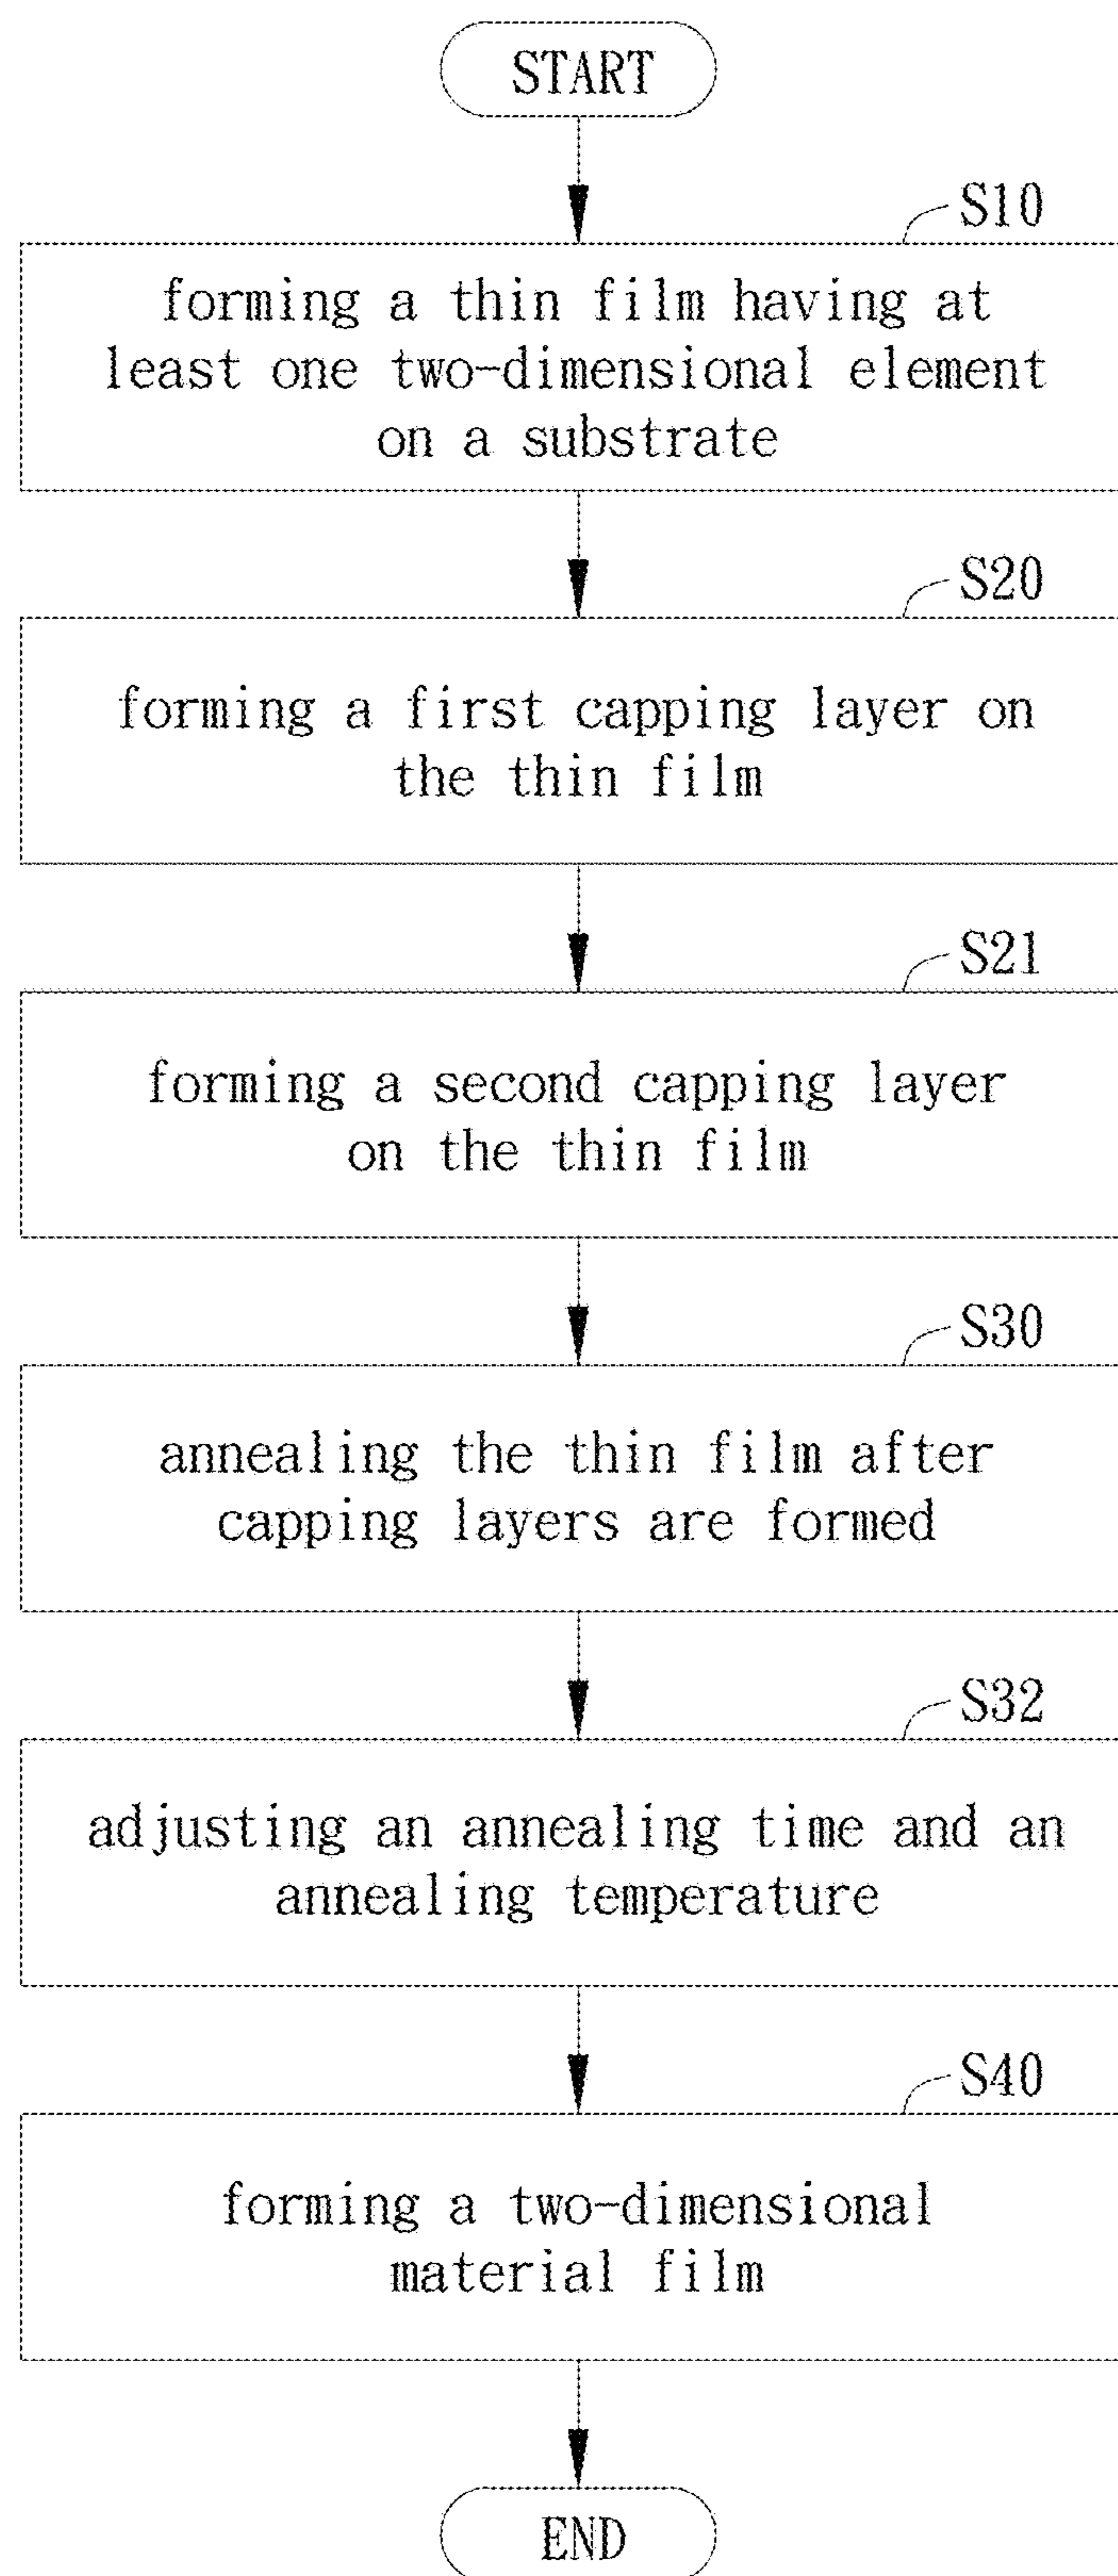 START
S10
forming a thin film having at
least one two-dimensional element
on a substrate
S20
forming a first capping layer on
the thin film
S21
forming a second capping layer
on the thin film
S30
annealing the thin film after
capping layers are formed
S32
adjusting an annealing time and an
annealing temperature
S40
forming a two-dimensional
material film
END